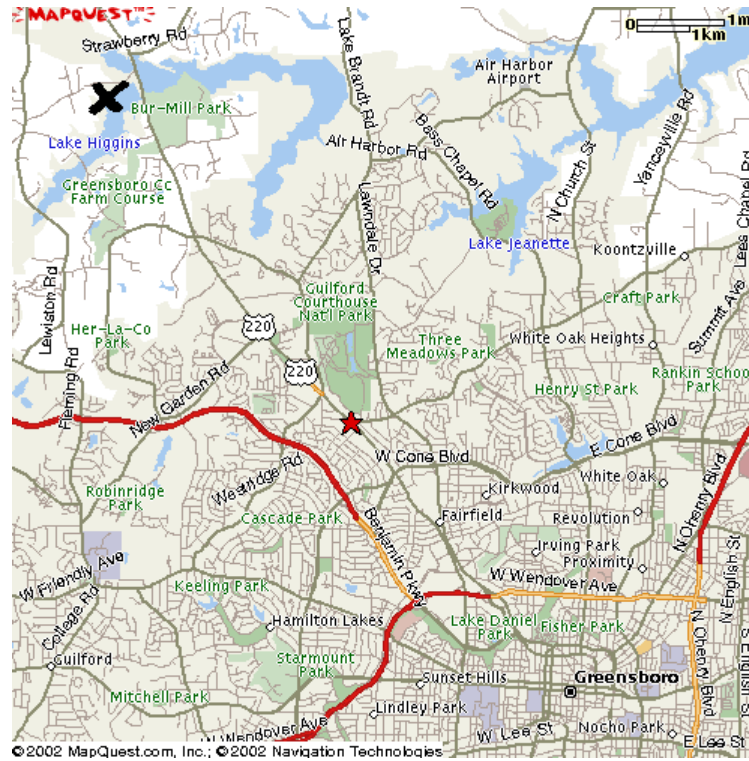 MAPQUEST
Strawberry Rd
Lake Brandt Rd
0 1m
1km
Air Harbor
Airport
Bur-Mill Park
Lake Higgins
Air Harbor Rd
Bass Chapel Rd
N Church St
Yanceyville Rd
Lees Chapel Rd
Greensboro Cc
Farm Course
Lawndale Dr
Lake Jeanette
Koontzville
Lewiston Rd
Guilford
Courthouse
Nat'l Park
Craft Park
Summit Ave
Her-La-Co
Park
220
Three
Meadows Park
White Oak Heights
220
Fleming Rd
New Garden Rd
Henry St Park
Rankin School
Park
E Cone Blvd
W Cone Blvd
Westridge Rd
Robinridge
Park
Kirkwood
White Oak
N Oherry Blvd
Cascade Park
Benjamin Pkwy
Fairfield
Revolution
N English St
Irving Park
Proximity
W Friendly Ave
Keeling Park
W Wendover Ave
College Rd
Hamilton Lakes
Lake Daniel
Park
Fisher Park
N Oherry Blvd
S English St
Guilford
Starmount
Park
Mitchell Park
Sunset Hills
Greensboro
Lindley Park
W Wendover Ave
W Lee St
Nocho Park
E Lee St
©2002 MapQuest.com, Inc.; ©2002 Navigation Technologies